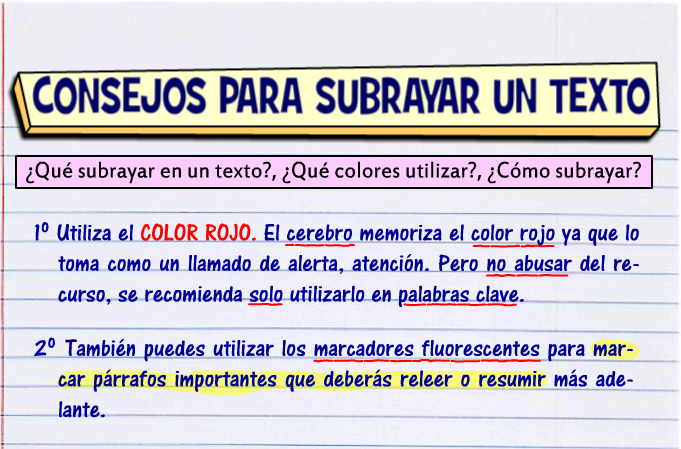 CONSEJOS PARA SUBRAYAR UN TEXTO
¿Qué subrayar en un texto?, ¿Qué colores utilizar?, ¿Cómo subrayar?
1º Utiliza el COLOR ROJO. El cerebro memoriza el color rojo ya que lo
toma como un llamado de alerta, atención. Pero no abusar del re-
curso, se recomienda solo utilizarlo en palabras clave.
2º También puedes utilizar los marcadores fluorescentes para mar-
car párrafos importantes que deberás releer o resumir más ade-
lante.